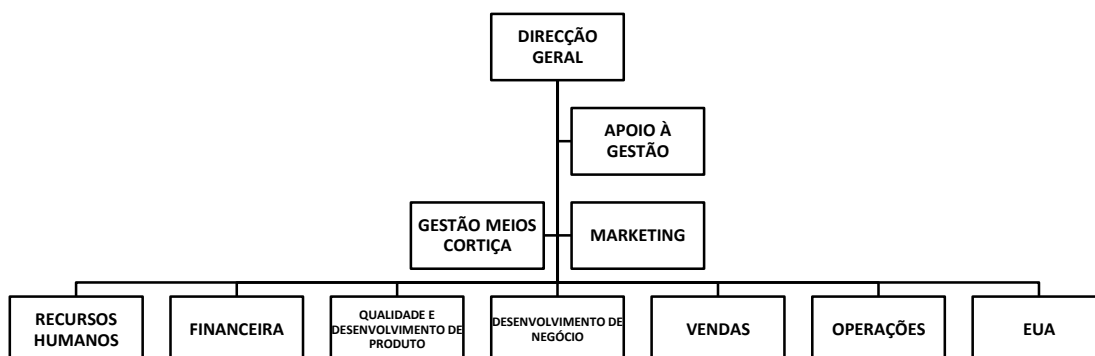 DIRECÇÃO
GERAL
APOIO À
GESTÃO
GESTÃO MEIOS
CORTIÇA
MARKETING
RECURSOS
HUMANOS
FINANCEIRA
QUALIDADE E
DESENVOLVIMENTO DE
PRODUTO
DESENVOLVIMENTO DE
NEGÓCIO
VENDAS
OPERAÇÕES
EUA